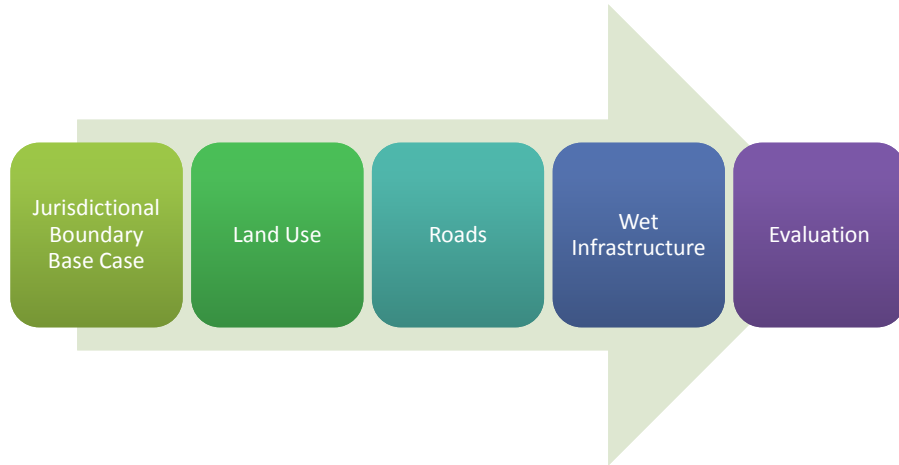 Jurisdictional
Boundary
Base Case
Land Use
Roads
Wet
Infrastructure
Evaluation